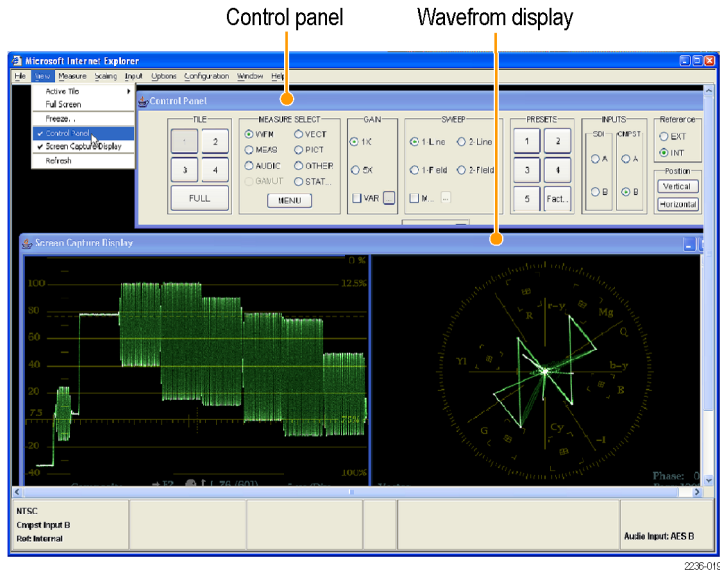 Control panel
Wavefrom display
Microsoft Internet Explorer
File View Measure Scaling Input Options Configuration Window Help
Active Tile
Full Screen
Freeze...
Control Panel
Screen Capture Display
Refresh
Control Panel
TILE
1 2
3 4
FULL
MEASURE SELECT
WFM VECT
MEAS PICT
AUDIC OTHER
GAMUT STAT...
MENU
GAIN
1X
5X
VAR ...
SWEEP
1-Line 2-Line
1-Field 2-Field
M... ...
PRESETS
1 2
3 4
5 Fact..
INPUTS
SDI CMPST
A A
B B
Reference
EXT
INT
Position
Vertical
Horizontal
Screen Capture Display
0 %
100
12.5%
80
60
40
20
7.5
75%
-20
-40
100%
r-y
R
Mg
Q
Yl
b-y
B
G
Cy
-I
Phase: 0
NTSC
Cmpst Input B
Ref: Internal
Audio Input: AES B
2236-019